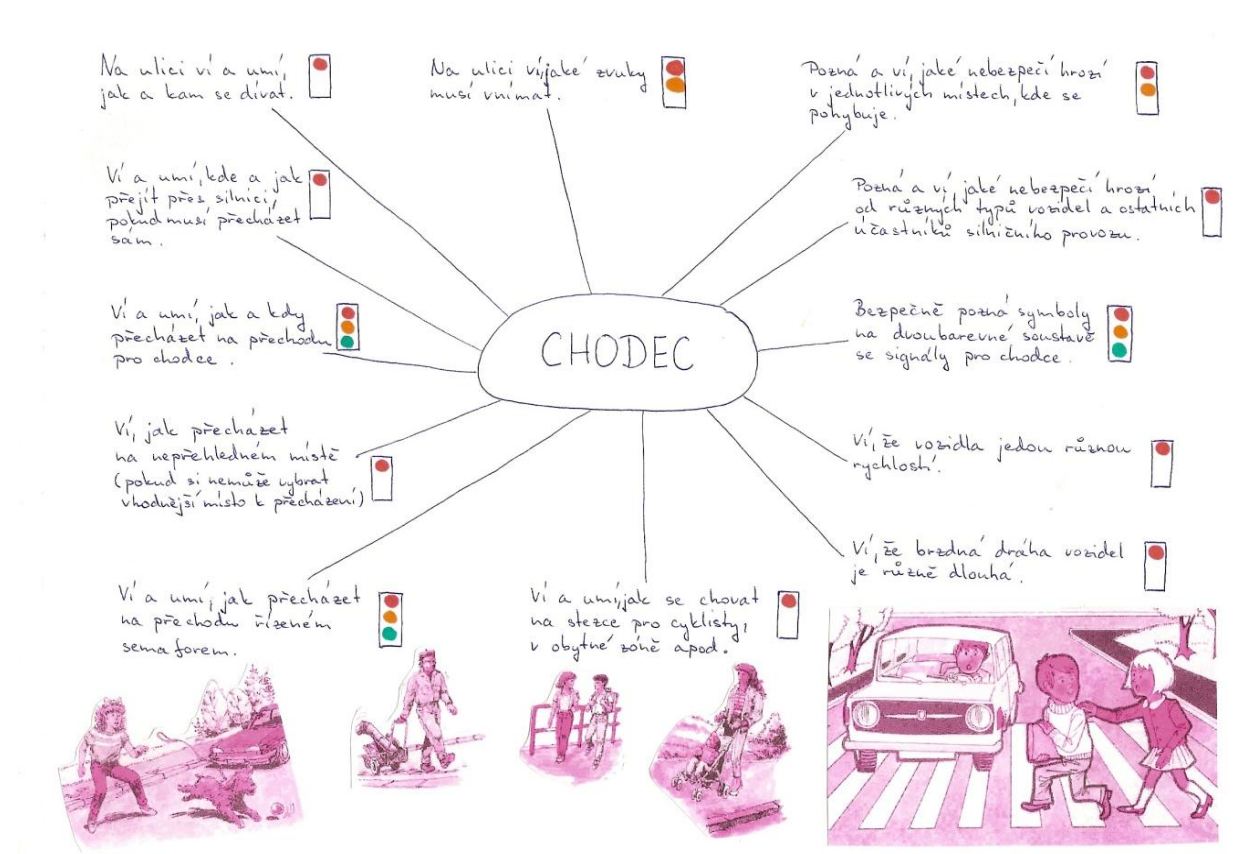 Na ulici ví a umí,
jak a kam se dívat.
Na ulici ví, jaké zvuky
musí vnímat.
Pozná a ví, jaké nebezpečí hrozí
v jednotlivých místech, kde se
pohybuje.
Ví a umí, kde a jak
přejít přes silnici,
pokud musí přecházet
sám.
Pozná a ví, jaké nebezpečí hrozí
od různých typů vozidel a ostatních
účastníků silničního provozu.
Ví a umí, jak a kdy
přecházet na přechodu
pro chodce.
CHODEC
Bezpečně pozná symboly
na dvoubarevné soustavě
se signály pro chodce.
Ví, jak přecházet
na nepřehledném místě
(pokud si nemůže vybrat
vhodnější místo k přecházení)
Ví, že vozidla jedou různou
rychlostí.
Ví, že brzdná dráha vozidel
je různě dlouhá.
Ví a umí, jak přecházet
na přechodu řízeném
semaforem.
Ví a umí, jak se chovat
na stezce pro cyklisty,
v obytné zóně apod.